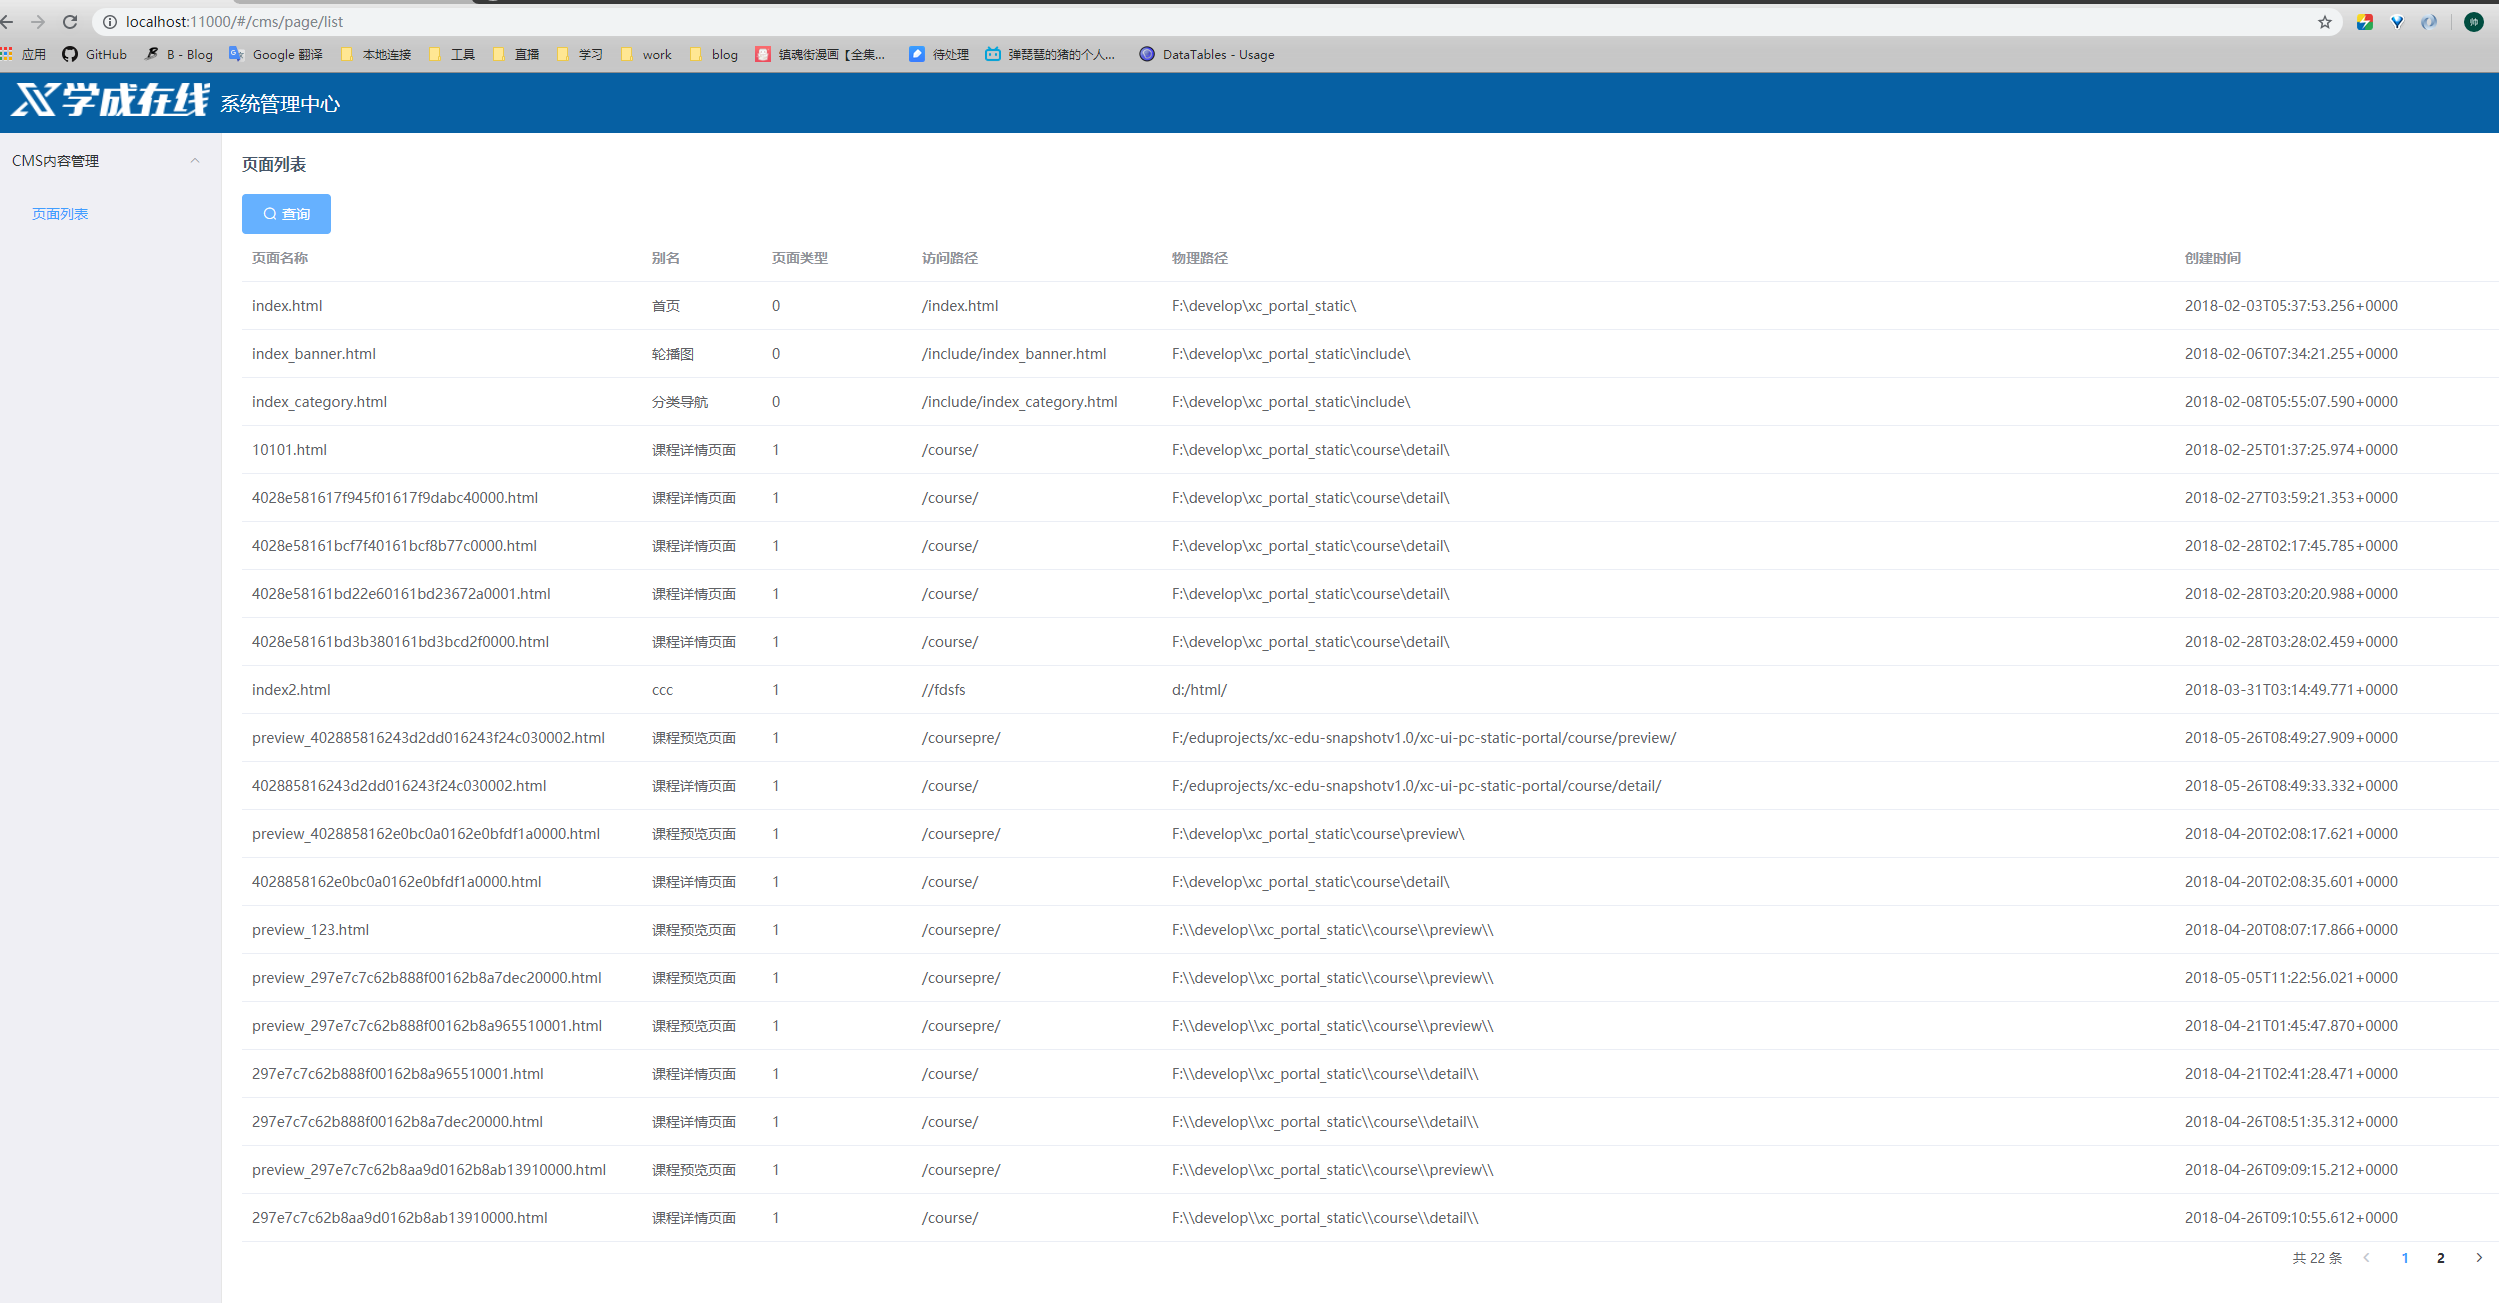 localhost:11000/#/cms/page/list
应用 GitHub B - Blog Google 翻译 本地连接 工具 直播 学习 work blog 镇魂街漫画【全集... 待处理 弹琵琶的猪的个人... DataTables - Usage
X学成在线 系统管理中心
CMS内容管理
页面列表
页面列表
查询
页面名称 别名 页面类型 访问路径 物理路径 创建时间
index.html 首页 0 /index.html F:\develop\xc_portal_static\ 2018-02-03T05:37:53.256+0000
index_banner.html 轮播图 0 /include/index_banner.html F:\develop\xc_portal_static\include\ 2018-02-06T07:34:21.255+0000
index_category.html 分类导航 0 /include/index_category.html F:\develop\xc_portal_static\include\ 2018-02-08T05:55:07.590+0000
10101.html 课程详情页面 1 /course/ F:\develop\xc_portal_static\course\detail\ 2018-02-25T01:37:25.974+0000
4028e581617f945f01617f9dabc40000.html 课程详情页面 1 /course/ F:\develop\xc_portal_static\course\detail\ 2018-02-27T03:59:21.353+0000
4028e58161bcf7f40161bcf8b77c0000.html 课程详情页面 1 /course/ F:\develop\xc_portal_static\course\detail\ 2018-02-28T02:17:45.785+0000
4028e58161bd22e60161bd23672a0001.html 课程详情页面 1 /course/ F:\develop\xc_portal_static\course\detail\ 2018-02-28T03:20:20.988+0000
4028e58161bd3b380161bd3bcd2f0000.html 课程详情页面 1 /course/ F:\develop\xc_portal_static\course\detail\ 2018-02-28T03:28:02.459+0000
index2.html ccc 1 //fdsfs d:/html/ 2018-03-31T03:14:49.771+0000
preview_402885816243d2dd016243f24c030002.html 课程预览页面 1 /coursepre/ F:/eduprojects/xc-edu-snapshotv1.0/xc-ui-pc-static-portal/course/preview/ 2018-05-26T08:49:27.909+0000
402885816243d2dd016243f24c030002.html 课程详情页面 1 /course/ F:/eduprojects/xc-edu-snapshotv1.0/xc-ui-pc-static-portal/course/detail/ 2018-05-26T08:49:33.332+0000
preview_4028858162e0bc0a0162e0bfdf1a0000.html 课程预览页面 1 /coursepre/ F:\develop\xc_portal_static\course\preview\ 2018-04-20T02:08:17.621+0000
4028858162e0bc0a0162e0bfdf1a0000.html 课程详情页面 1 /course/ F:\develop\xc_portal_static\course\detail\ 2018-04-20T02:08:35.601+0000
preview_123.html 课程预览页面 1 /coursepre/ F:\\develop\\xc_portal_static\\course\\preview\\ 2018-04-20T08:07:17.866+0000
preview_297e7c7c62b888f00162b8a7dec20000.html 课程预览页面 1 /coursepre/ F:\\develop\\xc_portal_static\\course\\preview\\ 2018-05-05T11:22:56.021+0000
preview_297e7c7c62b888f00162b8a965510001.html 课程预览页面 1 /coursepre/ F:\\develop\\xc_portal_static\\course\\preview\\ 2018-04-21T01:45:47.870+0000
297e7c7c62b888f00162b8a965510001.html 课程详情页面 1 /course/ F:\\develop\\xc_portal_static\\course\\detail\\ 2018-04-21T02:41:28.471+0000
297e7c7c62b888f00162b8a7dec20000.html 课程详情页面 1 /course/ F:\\develop\\xc_portal_static\\course\\detail\\ 2018-04-26T08:51:35.312+0000
preview_297e7c7c62b8aa9d0162b8ab13910000.html 课程预览页面 1 /coursepre/ F:\\develop\\xc_portal_static\\course\\preview\\ 2018-04-26T09:09:15.212+0000
297e7c7c62b8aa9d0162b8ab13910000.html 课程详情页面 1 /course/ F:\\develop\\xc_portal_static\\course\\detail\\ 2018-04-26T09:10:55.612+0000
共 22 条 1 2